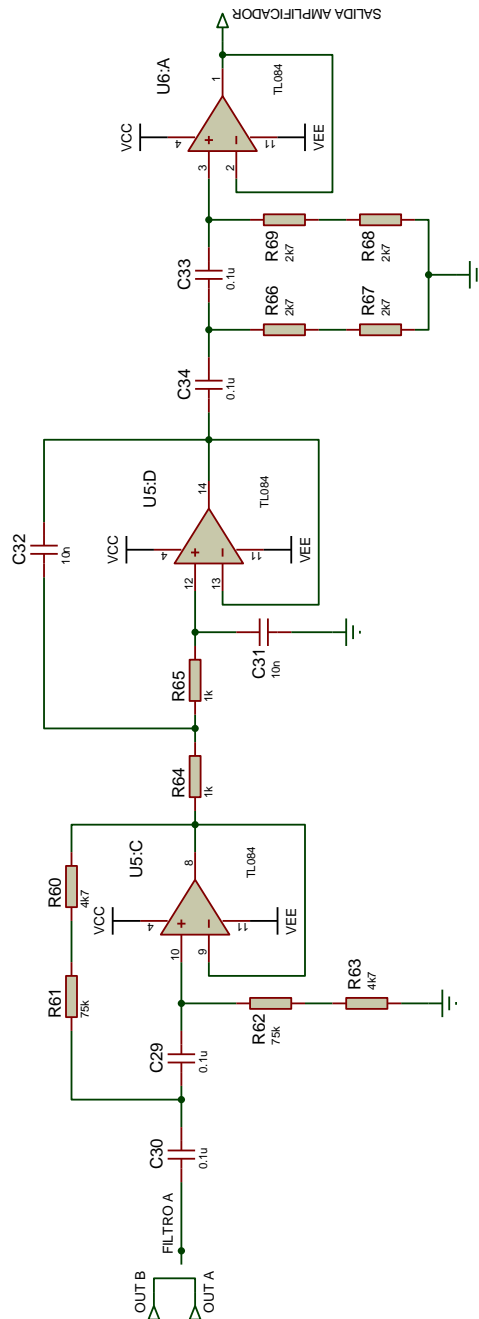 OUT B
OUT A
FILTRO A
C30
0.1u
C29
0.1u
R61
75k
R60
4k7
R62
75k
R63
4k7
U5:C
TL084
VCC
VEE
10
9
8
4
11
R64
1k
R65
1k
C32
10n
C31
10n
U5:D
TL084
VCC
VEE
12
13
14
4
11
C34
0.1u
C33
0.1u
R66
2k7
R67
2k7
R69
2k7
R68
2k7
U6:A
TL084
VCC
VEE
3
2
1
4
11
SALIDA AMPLIFICADOR